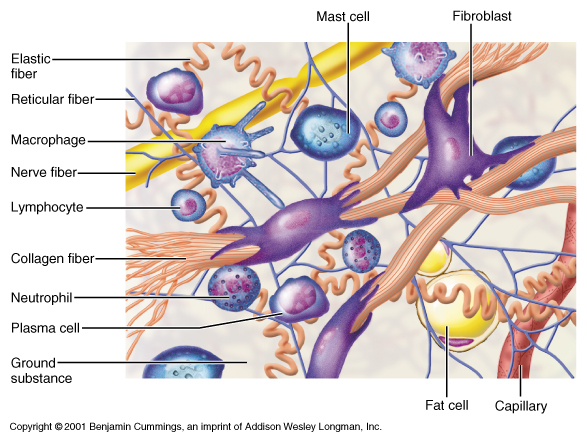 Mast cell
Fibroblast
Elastic
fiber
Reticular fiber
Macrophage
Nerve fiber
Lymphocyte
Collagen fiber
Neutrophil
Plasma cell
Ground
substance
Fat cell
Capillary
Copyright © 2001 Benjamin Cummings, an imprint of Addison Wesley Longman, Inc.